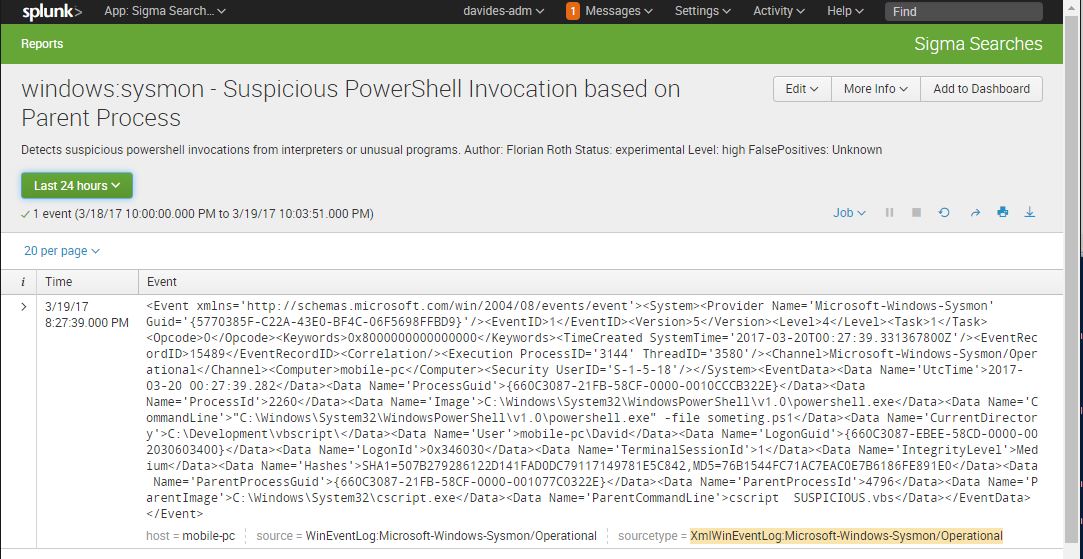 splunk> App: Sigma Search... davides-adm 1 Messages Settings Activity Help Find
Reports Sigma Searches
windows:sysmon - Suspicious PowerShell Invocation based on
Parent Process
Edit More Info Add to Dashboard
Detects suspicious powershell invocations from interpreters or unusual programs. Author: Florian Roth Status: experimental Level: high FalsePositives: Unknown
Last 24 hours
✓ 1 event (3/18/17 10:00:00.000 PM to 3/19/17 10:03:51.000 PM) Job
20 per page
i Time Event
3/19/17
8:27:39.000 PM
<Event xmlns='http://schemas.microsoft.com/win/2004/08/events/event'><System><Provider Name='Microsoft-Windows-Sysmon'
Guid='{5770385F-C22A-43E0-BF4C-06F5698FFBD9}'/><EventID>1</EventID><Version>5</Version><Level>4</Level><Task>1</Task>
<Opcode>0</Opcode><Keywords>0x8000000000000000</Keywords><TimeCreated SystemTime='2017-03-20T00:27:39.331367800Z'/><EventRec
ordID>15489</EventRecordID><Correlation/><Execution ProcessID='3144' ThreadID='3580'/><Channel>Microsoft-Windows-Sysmon/Oper
ational</Channel><Computer>mobile-pc</Computer><Security UserID='S-1-5-18'/></System><EventData><Data Name='UtcTime'>2017-
03-20 00:27:39.282</Data><Data Name='ProcessGuid'>{660C3087-21FB-58CF-0000-0010CCCB322E}</Data><Data
Name='ProcessId'>2260</Data><Data Name='Image'>C:\Windows\System32\WindowsPowerShell\v1.0\powershell.exe</Data><Data Name='C
ommandLine'>"C:\Windows\System32\WindowsPowerShell\v1.0\powershell.exe" -file someting.ps1</Data><Data Name='CurrentDirector
y'>C:\Development\vbscript\</Data><Data Name='User'>mobile-pc\David</Data><Data Name='LogonGuid'>{660C3087-EBEE-58CD-0000-00
2030603400}</Data><Data Name='LogonId'>0x346030</Data><Data Name='TerminalSessionId'>1</Data><Data Name='IntegrityLevel'>Med
ium</Data><Data Name='Hashes'>SHA1=507B279286122D141FAD0DC79117149781E5C842,MD5=76B1544FC71AC7EAC0E7B6186FE891E0</Data><Data
Name='ParentProcessGuid'>{660C3087-21FB-58CF-0000-001077C0322E}</Data><Data Name='ParentProcessId'>4796</Data><Data Name='P
arentImage'>C:\Windows\System32\cscript.exe</Data><Data Name='ParentCommandLine'>cscript  SUSPICIOUS.vbs</Data></EventData>
</Event>
host = mobile-pc source = WinEventLog:Microsoft-Windows-Sysmon/Operational sourcetype = XmlWinEventLog:Microsoft-Windows-Sysmon/Operational